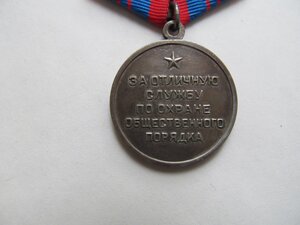 ЗА ОТЛИЧНУЮ
СЛУЖБУ
ПО ОХРАНЕ
ОБЩЕСТВЕННОГО
ПОРЯДКА